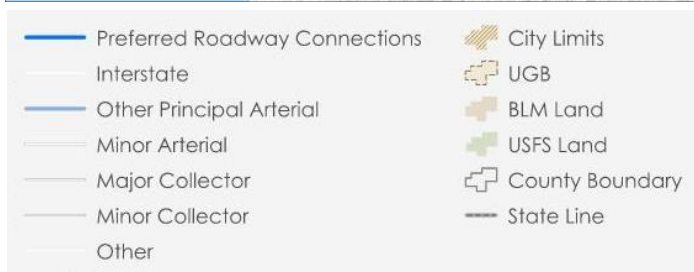 Preferred Roadway Connections
Interstate
Other Principal Arterial
Minor Arterial
Major Collector
Minor Collector
Other
City Limits
UGB
BLM Land
USFS Land
County Boundary
State Line